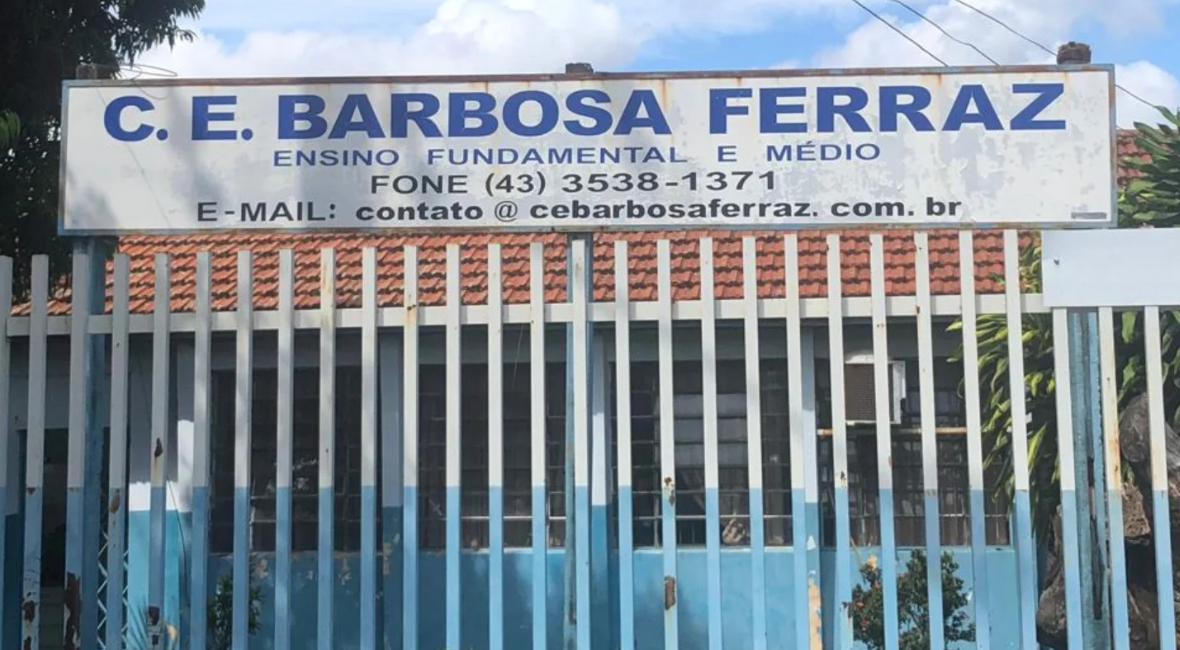 C. E. BARBOSA FERRAZ
ENSINO FUNDAMENTAL E MÉDIO
FONE (43) 3538-1371
E-MAIL: contato @ cebarbosaferraz. com. br